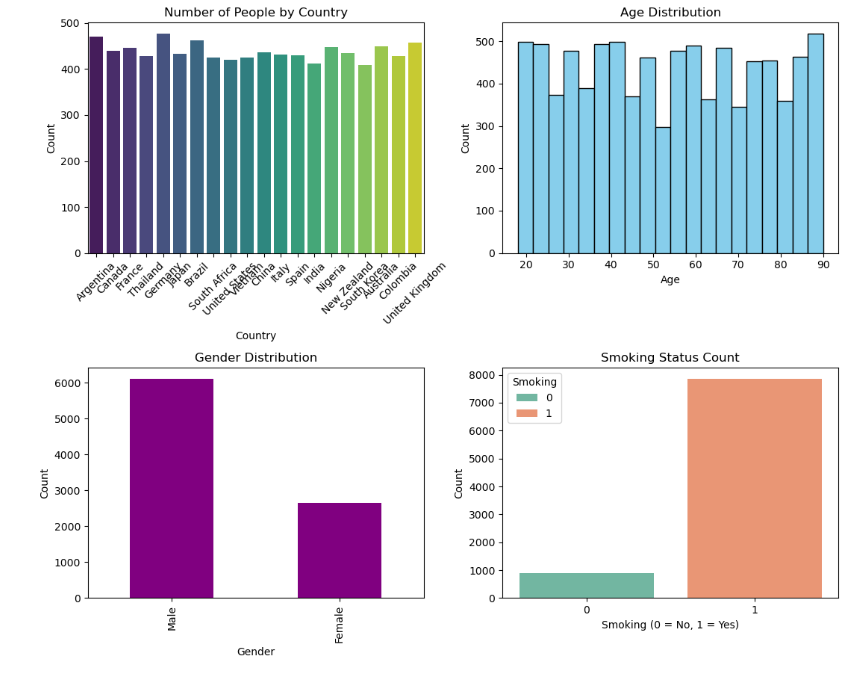 Number of People by Country
Count
500
400
300
200
100
0
Argentina
Canada
France
Thailand
Germany
Japan
Brazil
South Africa
United States
Vietnam
China
Italy
Spain
India
Nigeria
New Zealand
South Korea
Australia
Colombia
United Kingdom
Country
Age Distribution
Count
500
400
300
200
100
0
20 30 40 50 60 70 80 90
Age
Gender Distribution
Count
6000
5000
4000
3000
2000
1000
0
Male
Female
Gender
Smoking Status Count
Count
8000
7000
6000
5000
4000
3000
2000
1000
0
Smoking
0
1
0 1
Smoking (0 = No, 1 = Yes)